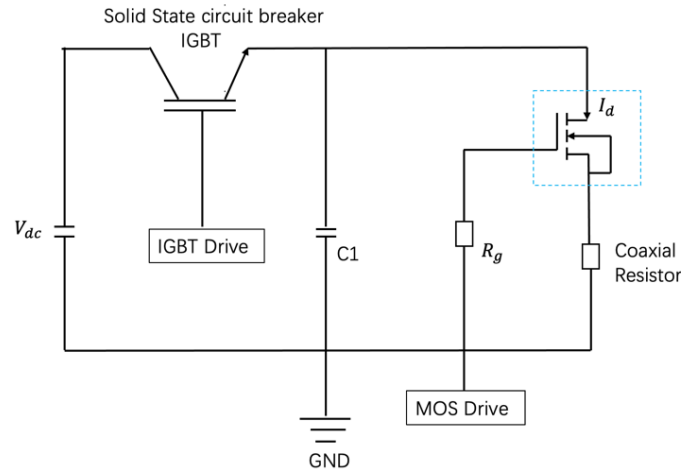 Solid State circuit breaker
IGBT
I_d
V_dc
IGBT Drive
C1
R_g
Coaxial
Resistor
MOS Drive
GND